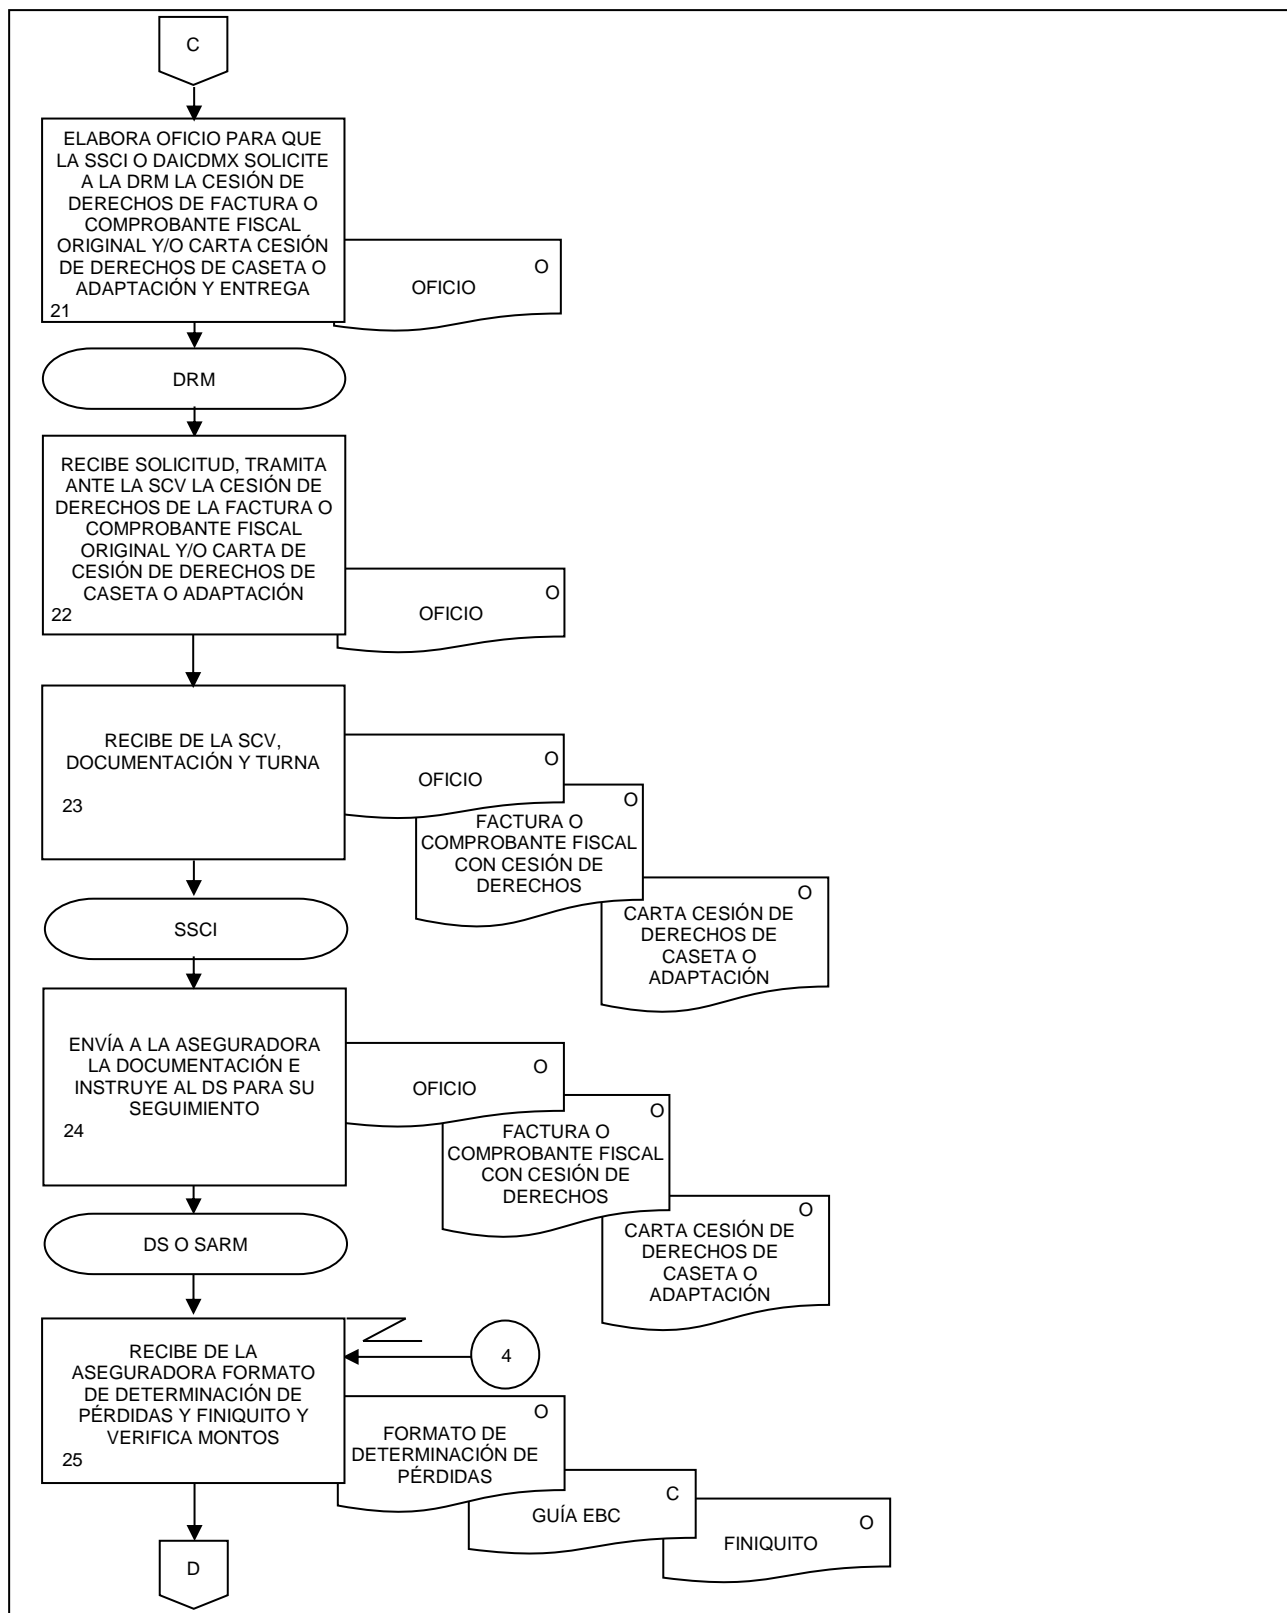 C
ELABORA OFICIO PARA QUE
LA SSCI O DAICDMX SOLICITE
A LA DRM LA CESIÓN DE
DERECHOS DE FACTURA O
COMPROBANTE FISCAL
ORIGINAL Y/O CARTA CESIÓN
DE DERECHOS DE CASETA O
ADAPTACIÓN Y ENTREGA
21
O
OFICIO
DRM
RECIBE SOLICITUD, TRAMITA
ANTE LA SCV LA CESIÓN DE
DERECHOS DE LA FACTURA O
COMPROBANTE FISCAL
ORIGINAL Y/O CARTA DE
CESIÓN DE DERECHOS DE
CASETA O ADAPTACIÓN
22
O
OFICIO
RECIBE DE LA SCV,
DOCUMENTACIÓN Y TURNA
23
O
OFICIO
O
FACTURA O
COMPROBANTE FISCAL
CON CESIÓN DE
DERECHOS
O
CARTA CESIÓN DE
DERECHOS DE
CASETA O
ADAPTACIÓN
SSCI
ENVÍA A LA ASEGURADORA
LA DOCUMENTACIÓN E
INSTRUYE AL DS PARA SU
SEGUIMIENTO
24
O
OFICIO
O
FACTURA O
COMPROBANTE FISCAL
CON CESIÓN DE
DERECHOS
O
CARTA CESIÓN DE
DERECHOS DE
CASETA O
ADAPTACIÓN
DS O SARM
RECIBE DE LA
ASEGURADORA FORMATO
DE DETERMINACIÓN DE
PÉRDIDAS Y FINIQUITO Y
VERIFICA MONTOS
25
4
O
FORMATO DE
DETERMINACIÓN DE
PÉRDIDAS
C
GUÍA EBC
O
FINIQUITO
D